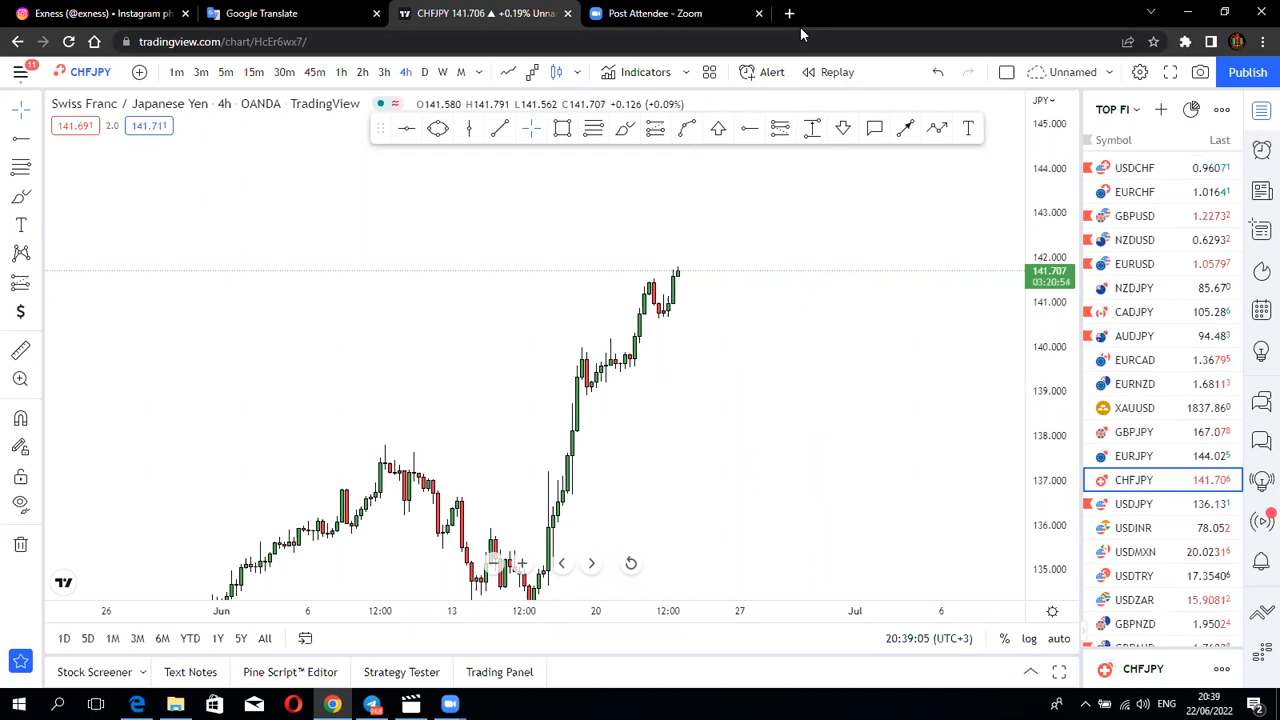 Exness (@exness) • Instagram ph
Google Translate
CHFJPY 141.706 ▲ +0.19% Unna
Post Attendee - Zoom
tradingview.com/chart/HcEr6wx7/
11
CHFJPY
1m 3m 5m 15m 30m 45m 1h 2h 3h 4h D W M
Indicators
Alert
Replay
Unnamed
Publish
Swiss Franc / Japanese Yen · 4h · OANDA · TradingView
O141.580 H141.791 L141.562 C141.707 +0.126 (+0.09%)
141.691 2.0 141.711
JPY
145.000
144.000
143.000
142.000
141.707
03:20:54
141.000
140.000
139.000
138.000
137.000
136.000
135.000
26 Jun 6 12:00 13 12:00 20 12:00 27 Jul 6
1D 5D 1M 3M 6M YTD 1Y 5Y All
20:39:05 (UTC+3)
% log auto
Stock Screener
Text Notes
Pine Script™ Editor
Strategy Tester
Trading Panel
TOP FI
Symbol Last
USDCHF 0.96071
EURCHF 1.01641
GBPUSD 1.22732
NZDUSD 0.62932
EURUSD 1.05797
NZDJPY 85.670
CADJPY 105.286
AUDJPY 94.483
EURCAD 1.36795
EURNZD 1.68113
XAUUSD 1837.860
GBPJPY 167.078
EURJPY 144.025
CHFJPY 141.706
USDJPY 136.131
USDINR 78.052
USDMXN 20.02316
USDTRY 17.35406
USDZAR 15.90812
GBPNZD 1.95024
CHFJPY
ENG
20:39
22/06/2022
2